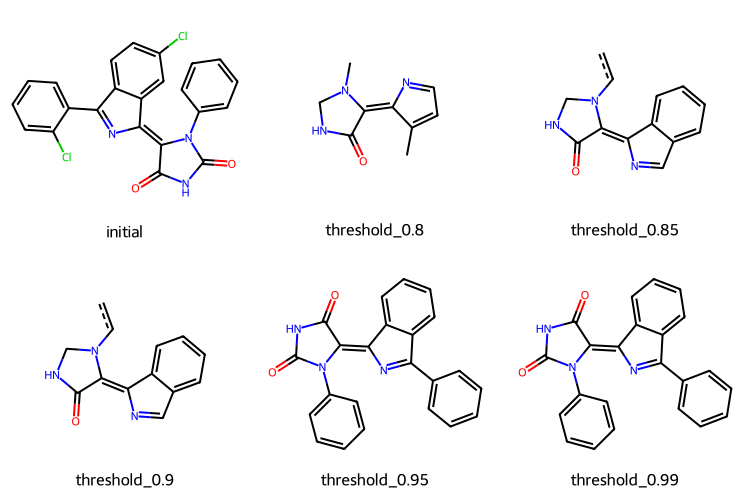 Cl
N
N
Cl
O
O
N
H
initial
N
N
HN
O
threshold_0.8
N
HN
O
N
threshold_0.85
N
HN
O
N
threshold_0.9
O
HN
O
N
N
threshold_0.95
O
HN
O
N
N
threshold_0.99